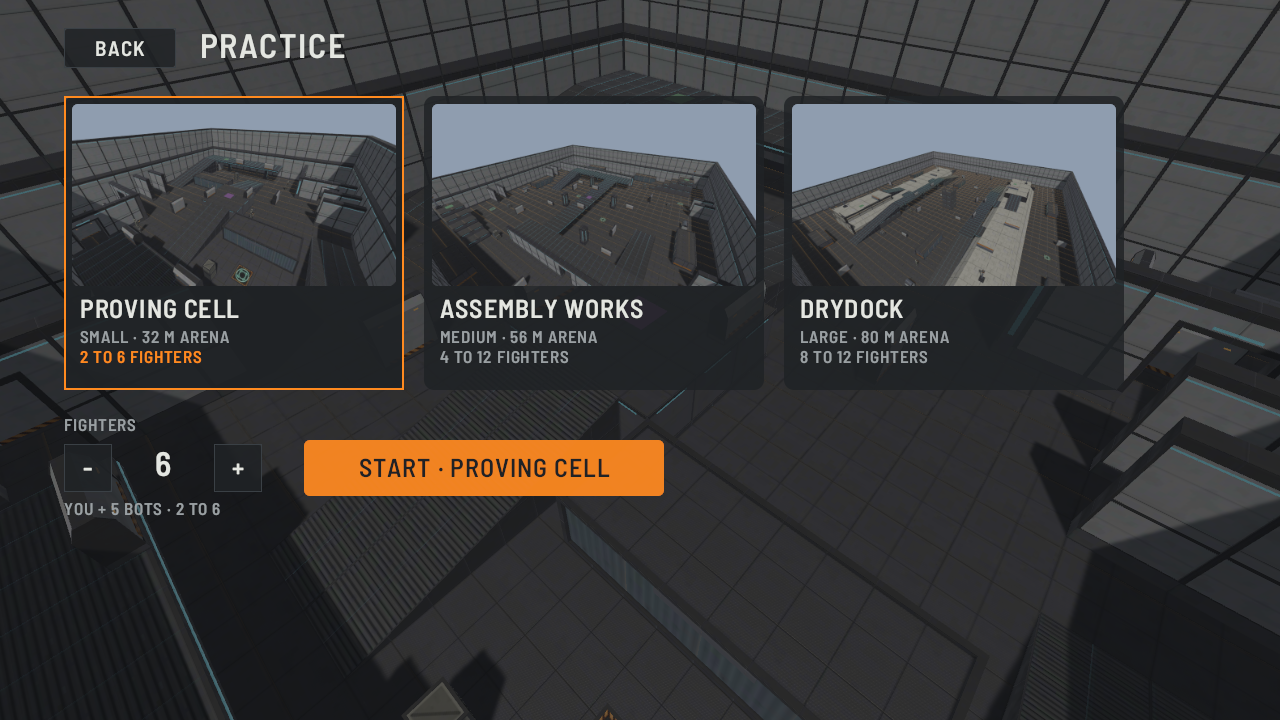 BACK
PRACTICE
PROVING CELL
SMALL · 32 M ARENA
2 TO 6 FIGHTERS
ASSEMBLY WORKS
MEDIUM · 56 M ARENA
4 TO 12 FIGHTERS
DRYDOCK
LARGE · 80 M ARENA
8 TO 12 FIGHTERS
FIGHTERS
- 6 +
START · PROVING CELL
YOU + 5 BOTS · 2 TO 6